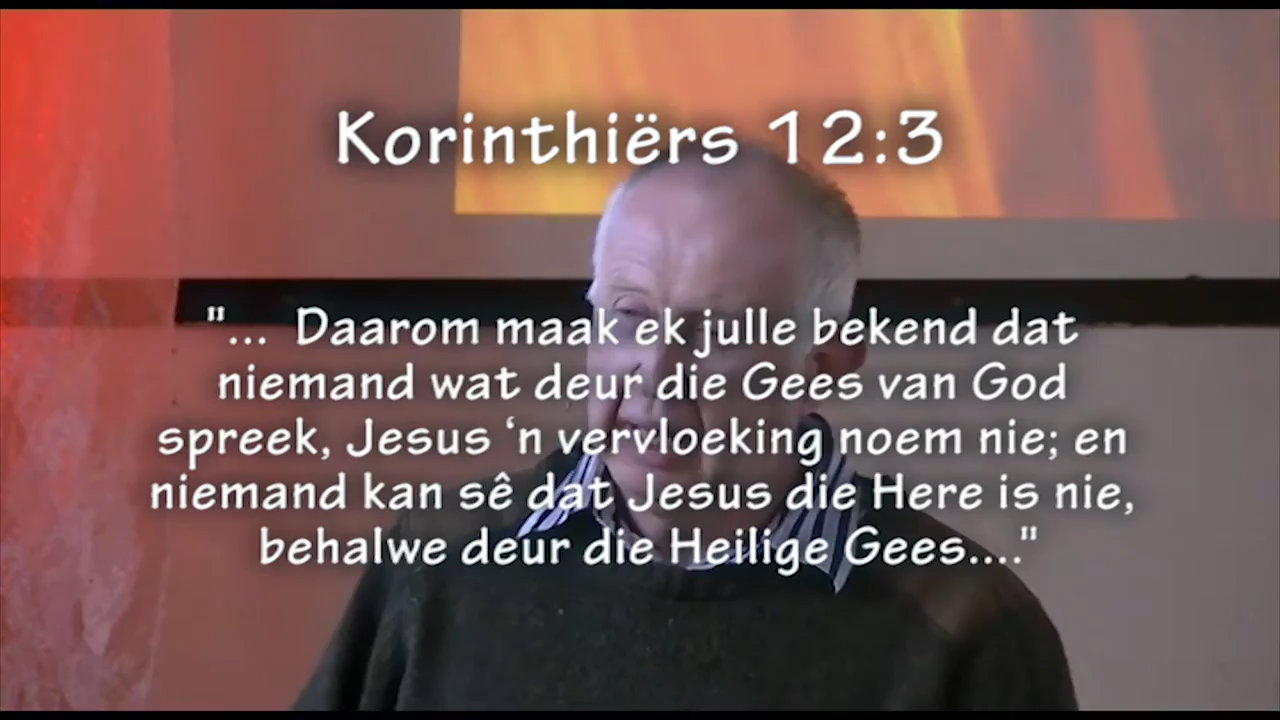 Korinthiërs 12:3
"... Daarom maak ek julle bekend dat
niemand wat deur die Gees van God
spreek, Jesus ‘n vervloeking noem nie; en
niemand kan sê dat Jesus die Here is nie,
behalwe deur die Heilige Gees...."